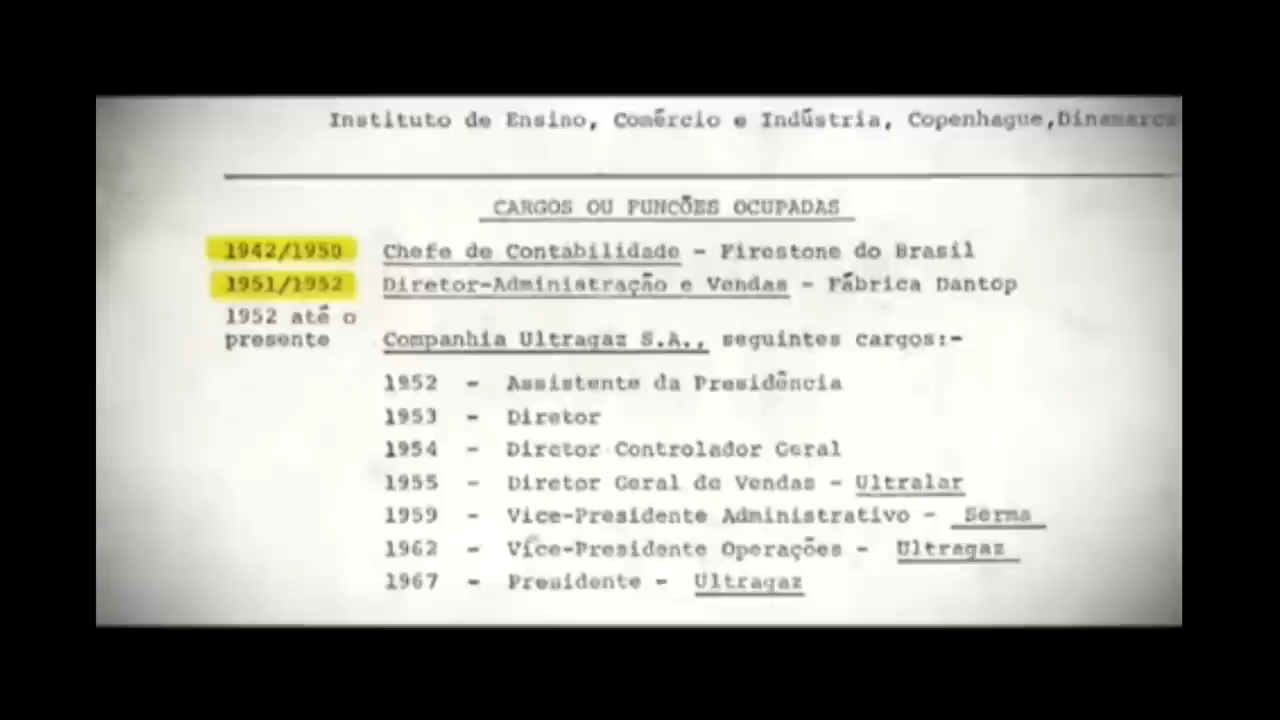 Instituto de Ensino, Comércio e Indústria, Copenhague,Dinamarca
CARGOS OU FUNCÕES OCUPADAS
1942/1950 Chefe de Contabilidade - Firestone do Brasil
1951/1952 Diretor-Administração e Vendas - Fábrica Dantop
1952 até o
presente Companhia Ultragaz S.A., seguintes cargos:-
1952 - Assistente da Presidência
1953 - Diretor
1954 - Diretor Controlador Geral
1955 - Diretor Geral de Vendas - Ultralar
1959 - Vice-Presidente Administrativo - Serma
1962 - Vice-Presidente Operações - Ultragaz
1967 - Presidente - Ultragaz